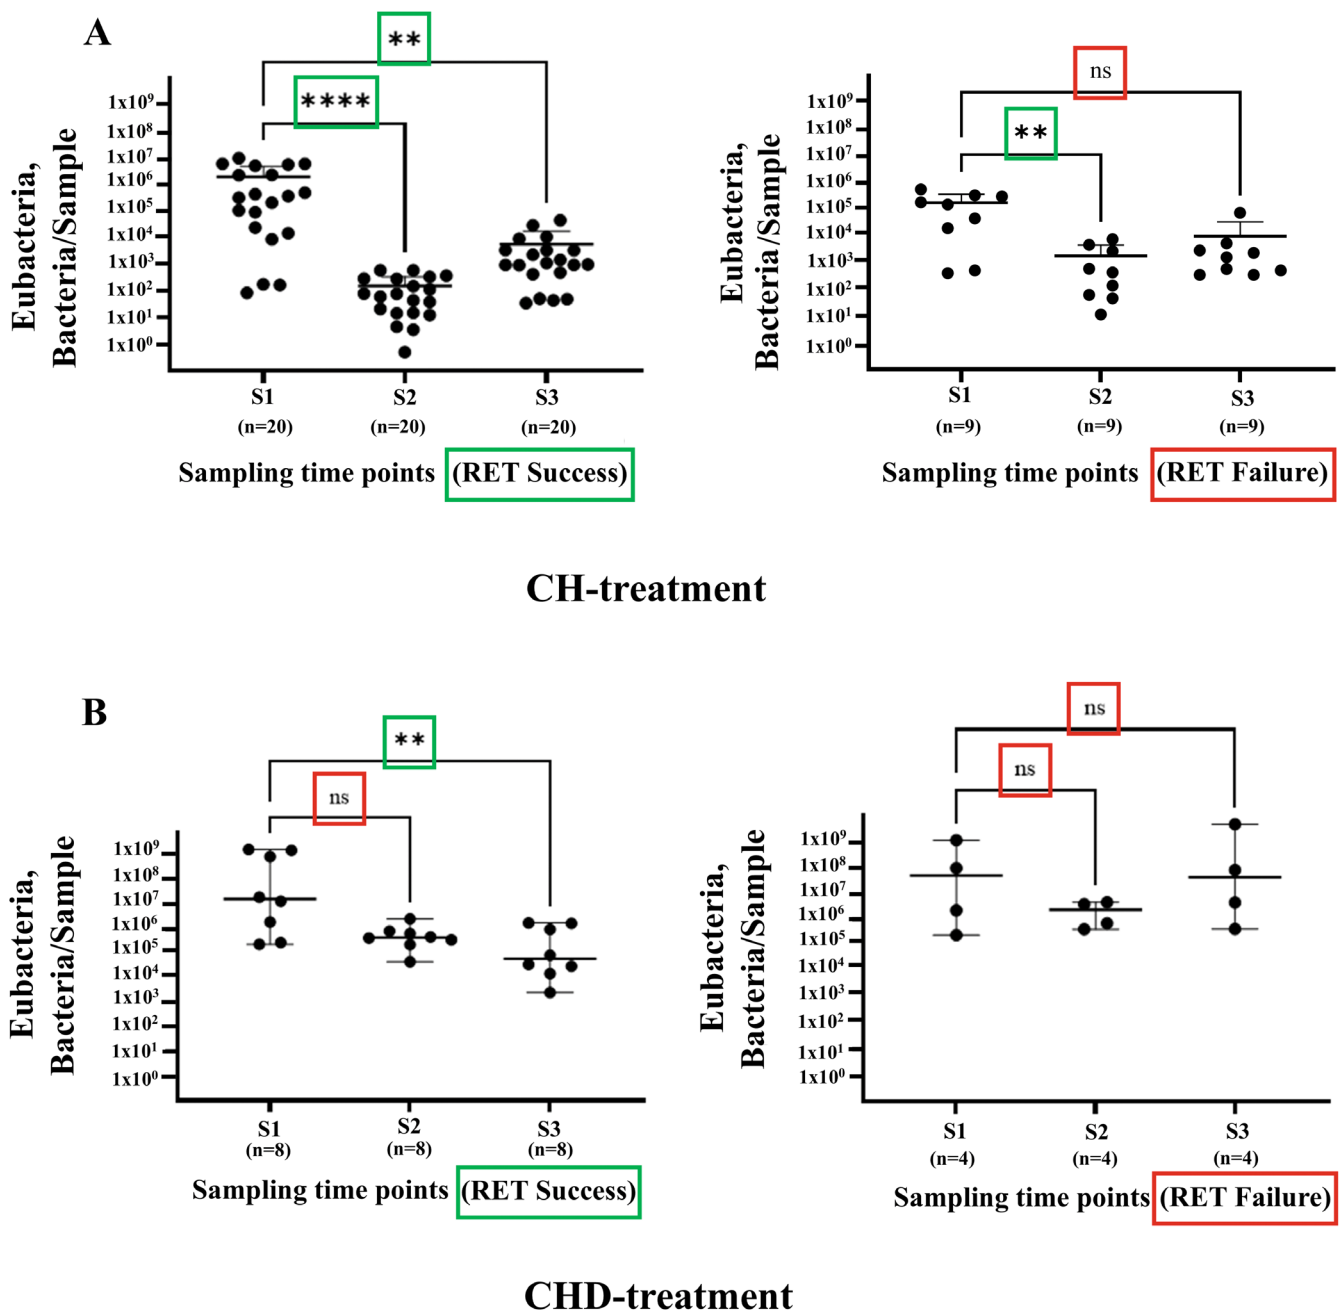 A
**
****
Eubacteria,
Bacteria/Sample
1x10⁹
1x10⁸
1x10⁷
1x10⁶
1x10⁵
1x10⁴
1x10³
1x10²
1x10¹
1x10⁰
S1 S2 S3
(n=20) (n=20) (n=20)
Sampling time points (RET Success)
ns
**
Eubacteria,
Bacteria/Sample
1x10⁹
1x10⁸
1x10⁷
1x10⁶
1x10⁵
1x10⁴
1x10³
1x10²
1x10¹
1x10⁰
S1 S2 S3
(n=9) (n=9) (n=9)
Sampling time points (RET Failure)
CH-treatment
B
**
ns
Eubacteria,
Bacteria/Sample
1x10⁹
1x10⁸
1x10⁷
1x10⁶
1x10⁵
1x10⁴
1x10³
1x10²
1x10¹
1x10⁰
S1 S2 S3
(n=8) (n=8) (n=8)
Sampling time points (RET Success)
ns
ns
Eubacteria,
Bacteria/Sample
1x10⁹
1x10⁸
1x10⁷
1x10⁶
1x10⁵
1x10⁴
1x10³
1x10²
1x10¹
1x10⁰
S1 S2 S3
(n=4) (n=4) (n=4)
Sampling time points (RET Failure)
CHD-treatment